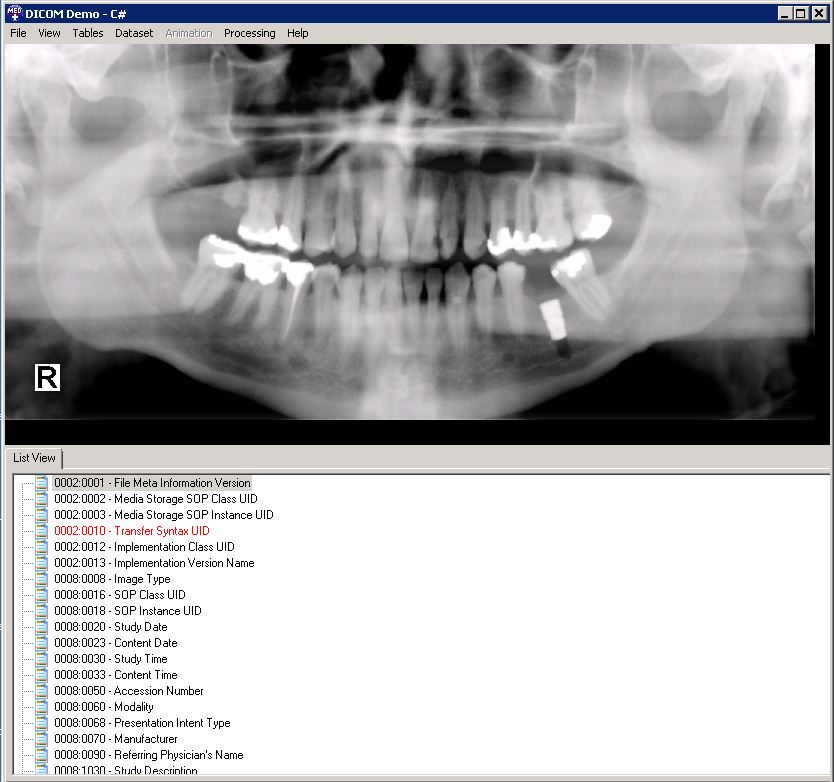 MED
DICOM Demo - C#
File View Tables Dataset Animation Processing Help
R
List View
0002:0001 - File Meta Information Version
0002:0002 - Media Storage SOP Class UID
0002:0003 - Media Storage SOP Instance UID
0002:0010 - Transfer Syntax UID
0002:0012 - Implementation Class UID
0002:0013 - Implementation Version Name
0008:0008 - Image Type
0008:0016 - SOP Class UID
0008:0018 - SOP Instance UID
0008:0020 - Study Date
0008:0023 - Content Date
0008:0030 - Study Time
0008:0033 - Content Time
0008:0050 - Accession Number
0008:0060 - Modality
0008:0068 - Presentation Intent Type
0008:0070 - Manufacturer
0008:0090 - Referring Physician's Name
0008:1030 - Study Description